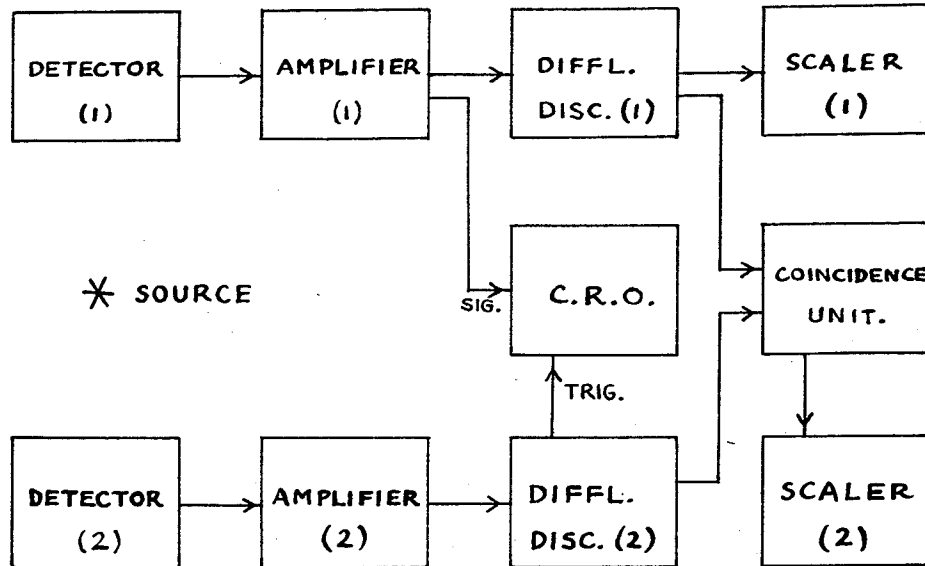 DETECTOR
(1)
AMPLIFIER
(1)
DIFFL.
DISC. (1)
SCALER
(1)
SOURCE
SIG.
C.R.O.
COINCIDENCE
UNIT.
TRIG.
DETECTOR
(2)
AMPLIFIER
(2)
DIFFL.
DISC. (2)
SCALER
(2)